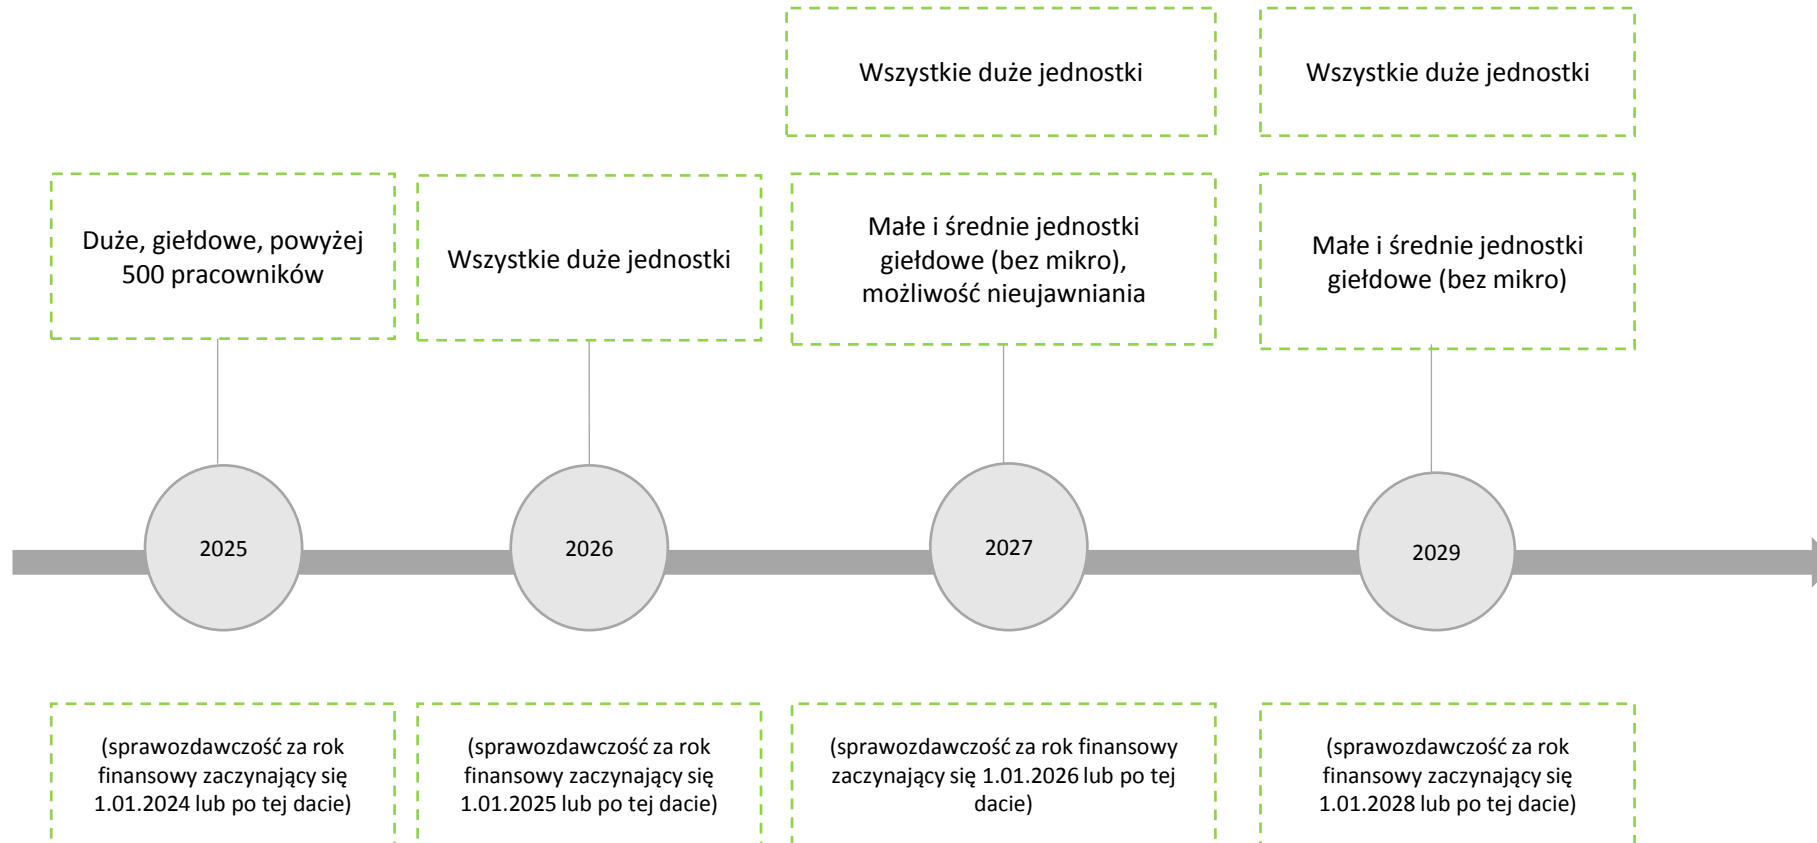 Wszystkie duże jednostki
Wszystkie duże jednostki
Duże, giełdowe, powyżej
500 pracowników
Wszystkie duże jednostki
Małe i średnie jednostki
giełdowe (bez mikro),
możliwość nieujawniania
Małe i średnie jednostki
giełdowe (bez mikro)
2025
2026
2027
2029
(sprawozdawczość za rok
finansowy zaczynający się
1.01.2024 lub po tej dacie)
(sprawozdawczość za rok
finansowy zaczynający się
1.01.2025 lub po tej dacie)
(sprawozdawczość za rok finansowy
zaczynający się 1.01.2026 lub po tej
dacie)
(sprawozdawczość za rok
finansowy zaczynający się
1.01.2028 lub po tej dacie)